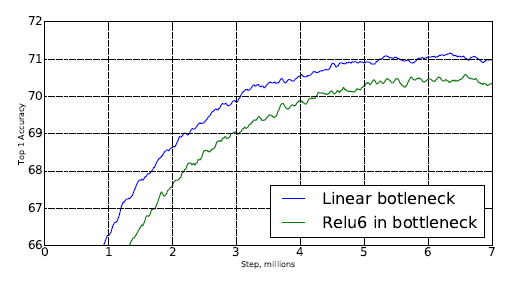 72
71
70
69
68
67
66
Top 1 Accuracy
Linear botleneck
Relu6 in bottleneck
0 1 2 3 4 5 6 7
Step, millions